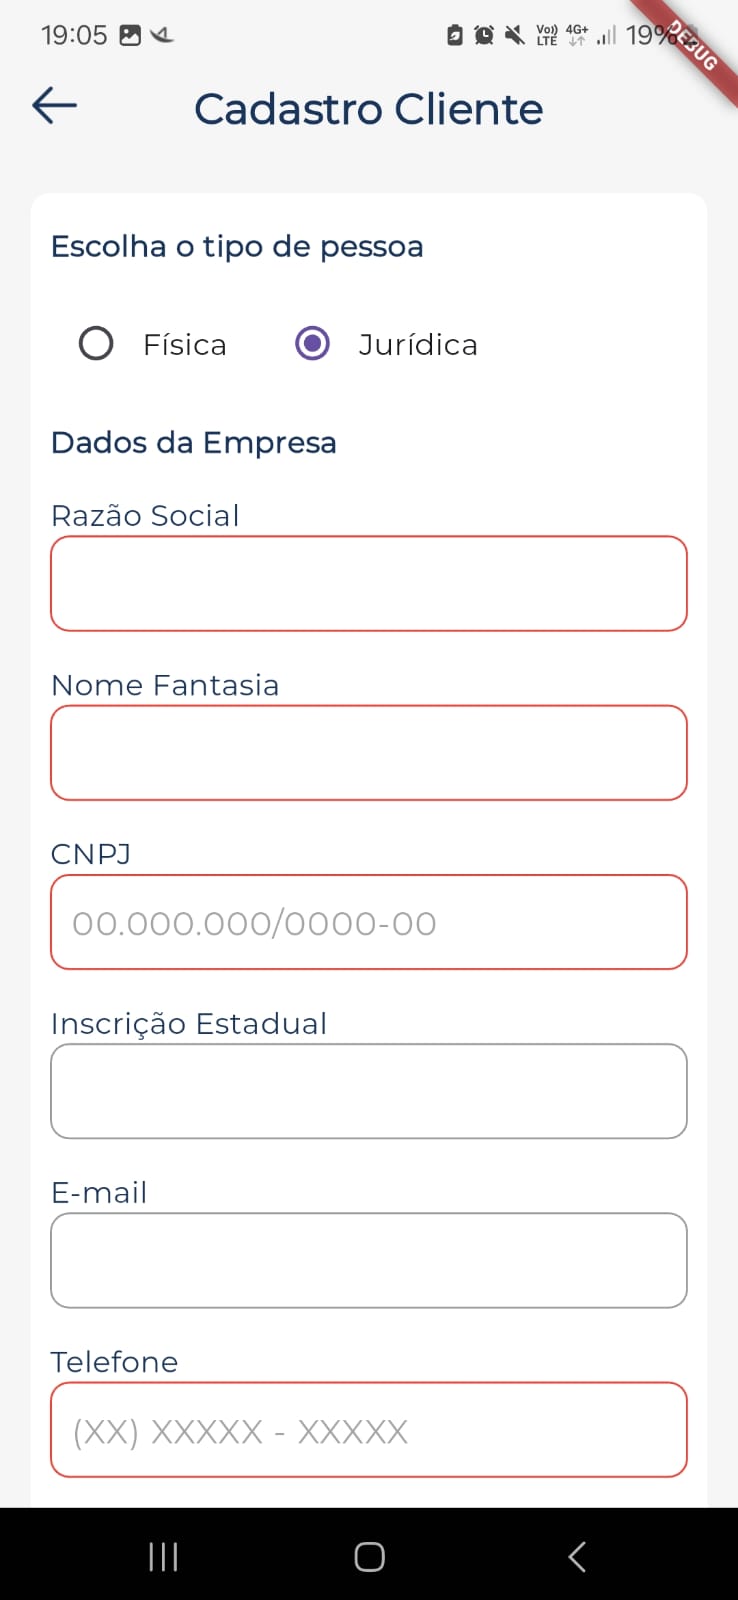 19:05 Vo)) LTE 4G+ 19%
DEBUG
Cadastro Cliente
Escolha o tipo de pessoa
Física Jurídica
Dados da Empresa
Razão Social
Nome Fantasia
CNPJ
00.000.000/0000-00
Inscrição Estadual
E-mail
Telefone
(XX) XXXXX - XXXXX